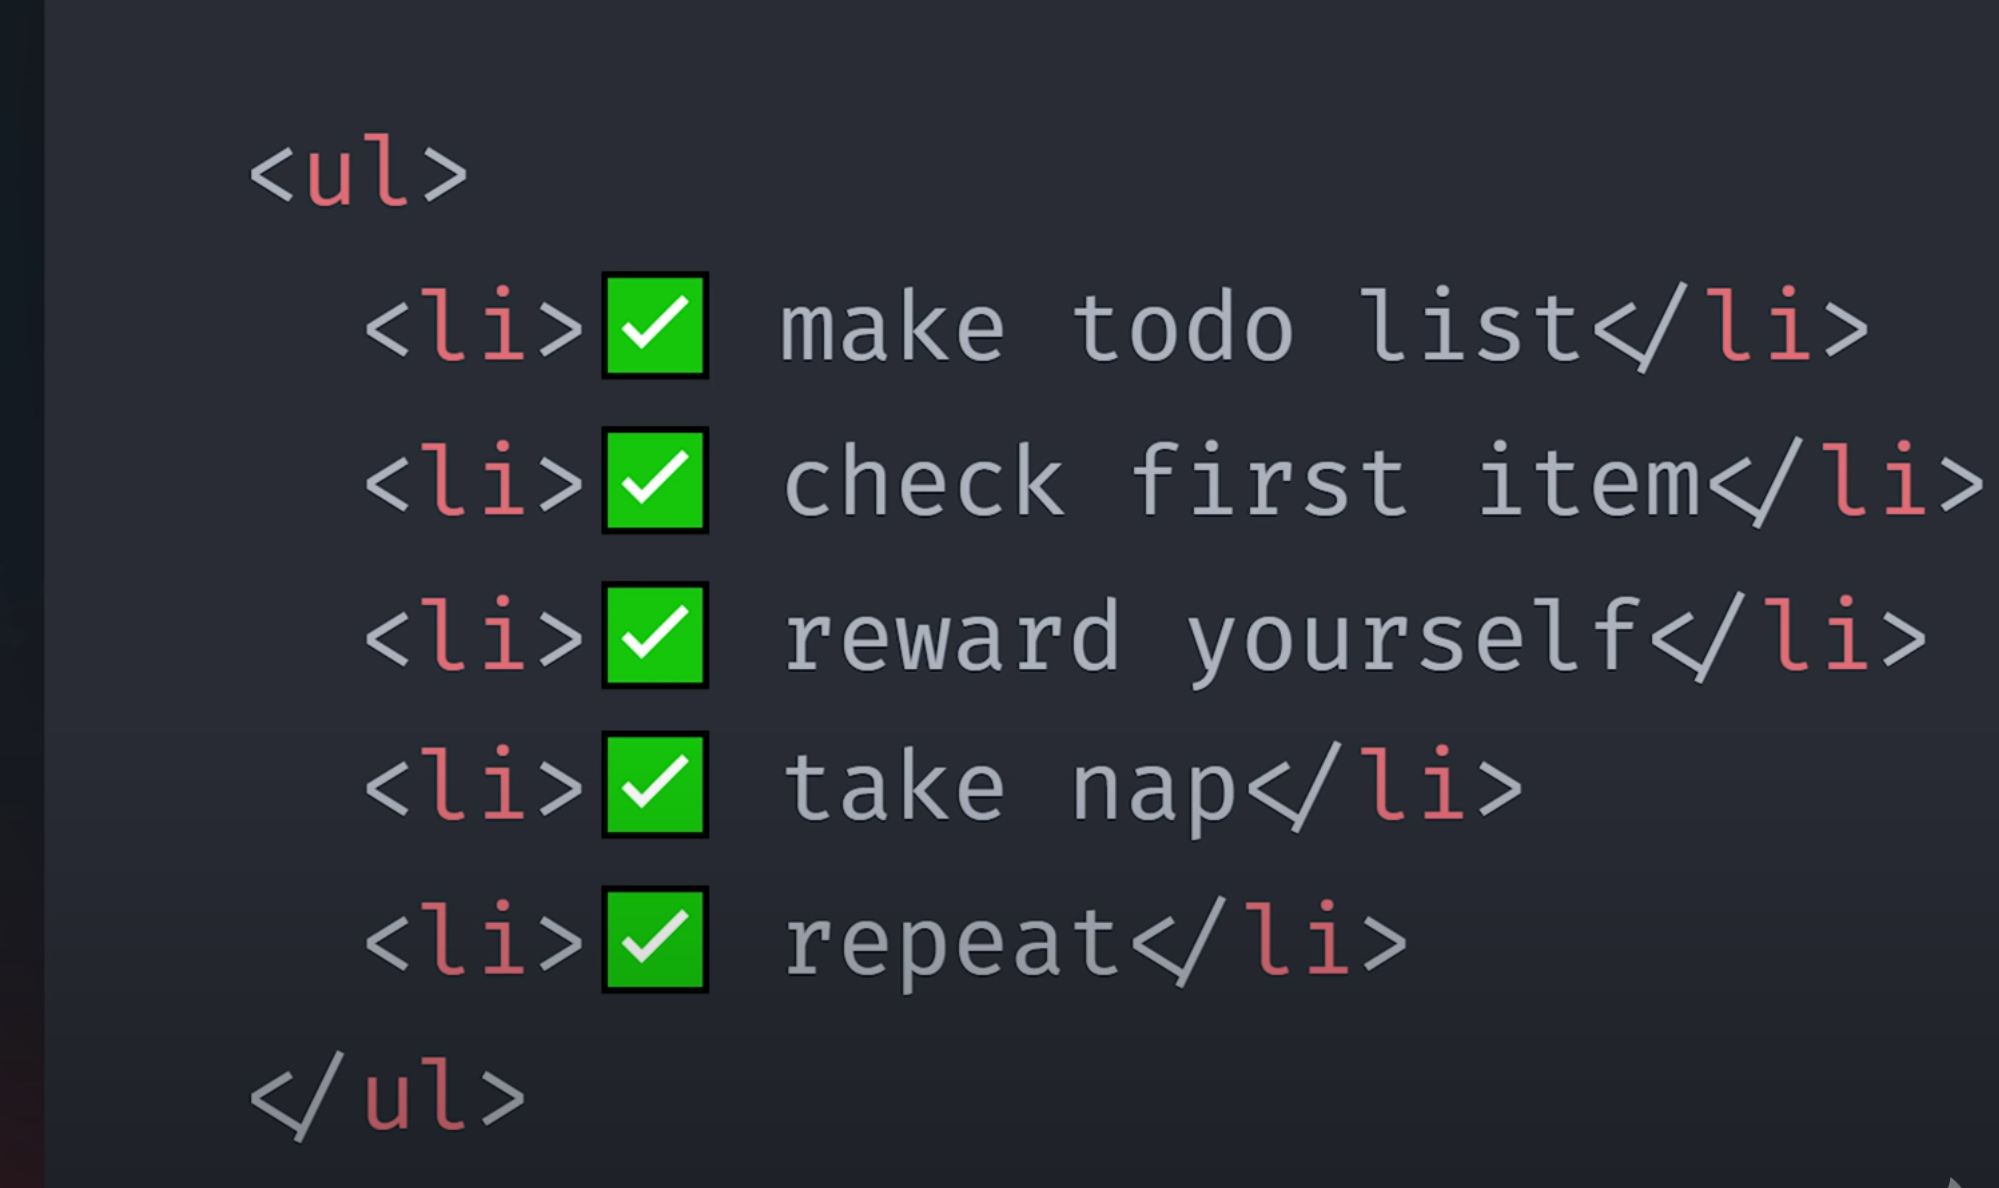 <ul>
<li>✅ make todo list</li>
<li>✅ check first item</li>
<li>✅ reward yourself</li>
<li>✅ take nap</li>
<li>✅ repeat</li>
</ul>